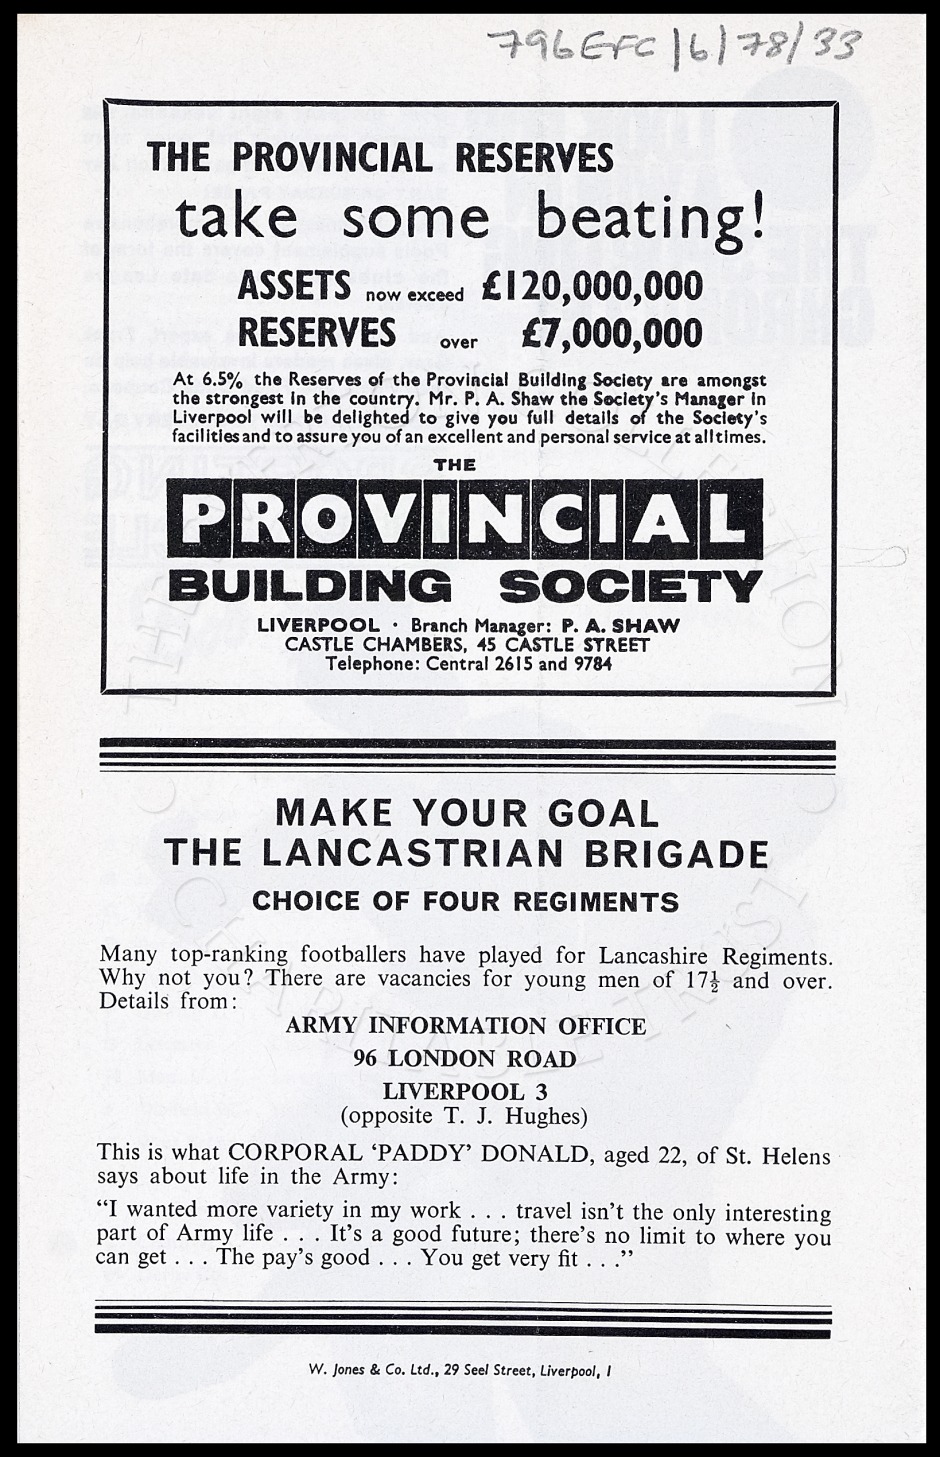 796EFC/6/78/33
THE PROVINCIAL RESERVES
take some beating!
ASSETS now exceed £120,000,000
RESERVES over £7,000,000
At 6.5% the Reserves of the Provincial Building Society are amongst
the strongest in the country. Mr. P. A. Shaw the Society's Manager in
Liverpool will be delighted to give you full details of the Society's
facilities and to assure you of an excellent and personal service at all times.
THE
PROVINCIAL
BUILDING SOCIETY
LIVERPOOL · Branch Manager: P. A. SHAW
CASTLE CHAMBERS, 45 CASTLE STREET
Telephone: Central 2615 and 9784
MAKE YOUR GOAL
THE LANCASTRIAN BRIGADE
CHOICE OF FOUR REGIMENTS
Many top-ranking footballers have played for Lancashire Regiments.
Why not you? There are vacancies for young men of 17½ and over.
Details from:
ARMY INFORMATION OFFICE
96 LONDON ROAD
LIVERPOOL 3
(opposite T. J. Hughes)
This is what CORPORAL ‘PADDY’ DONALD, aged 22, of St. Helens
says about life in the Army:
“I wanted more variety in my work . . . travel isn't the only interesting
part of Army life . . . It's a good future; there's no limit to where you
can get . . . The pay's good . . . You get very fit . . .”
W. Jones & Co. Ltd., 29 Seel Street, Liverpool, 1
THE EVERTON COLLECTION
CHARITABLE TRUST